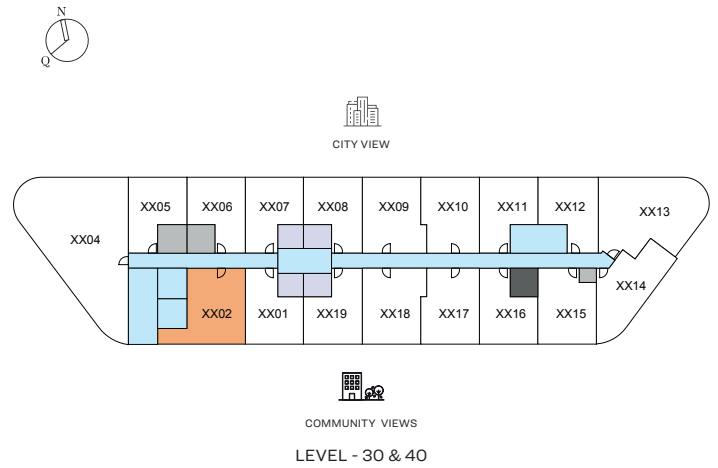 N
Q
CITY VIEW
XX05 XX06 XX07 XX08 XX09 XX10 XX11 XX12 XX13
XX04
XX14
XX02 XX01 XX19 XX18 XX17 XX16 XX15
COMMUNITY VIEWS
LEVEL - 30 & 40